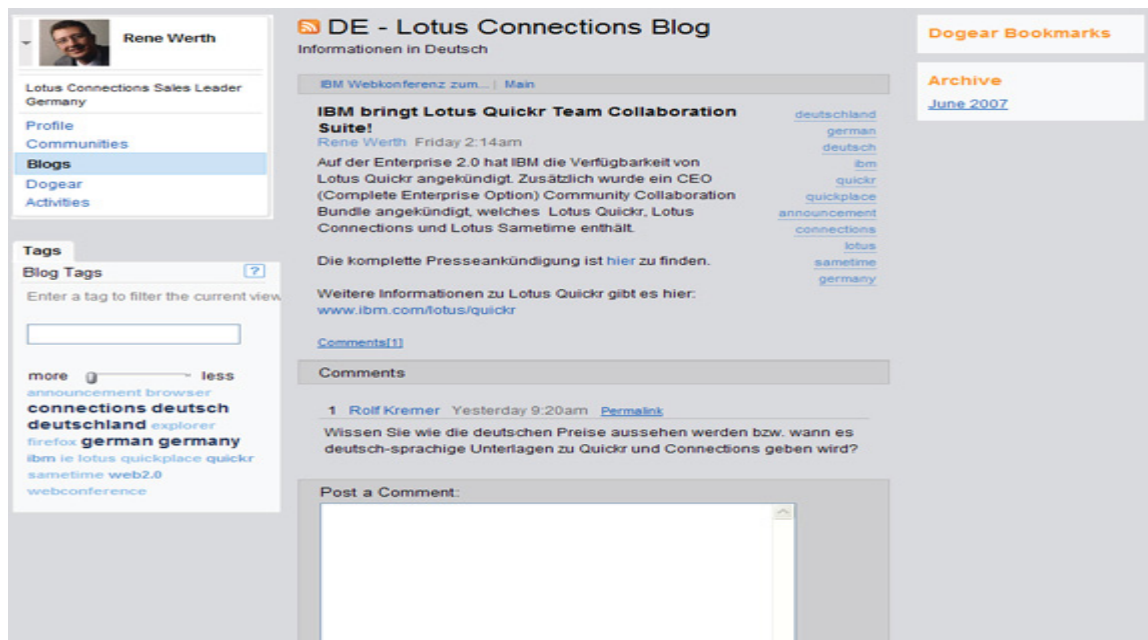 Rene Werth
Lotus Connections Sales Leader
Germany
Profile
Communities
Blogs
Dogear
Activities
Tags
Blog Tags
?
Enter a tag to filter the current view
more less
announcement browser
connections deutsch
deutschland explorer
firefox german germany
ibm ie lotus quickplace quickr
sametime web2.0
webconference
DE - Lotus Connections Blog
Informationen in Deutsch
IBM Webkonferenz zum... | Main
IBM bringt Lotus Quickr Team Collaboration
Suite!
Rene Werth Friday 2:14am
Auf der Enterprise 2.0 hat IBM die Verfügbarkeit von
Lotus Quickr angekündigt. Zusätzlich wurde ein CEO
(Complete Enterprise Option) Community Collaboration
Bundle angekündigt, welches Lotus Quickr, Lotus
Connections und Lotus Sametime enthält.
Die komplette Presseankündigung ist hier zu finden.
Weitere Informationen zu Lotus Quickr gibt es hier:
www.ibm.com/lotus/quickr
deutschland
german
deutsch
ibm
quickr
quickplace
announcement
connections
lotus
sametime
germany
Comments[1]
Comments
1 Rolf Kremer Yesterday 9:20am Permalink
Wissen Sie wie die deutschen Preise aussehen werden bzw. wann es
deutsch-sprachige Unterlagen zu Quickr und Connections geben wird?
Post a Comment:
Dogear Bookmarks
Archive
June 2007